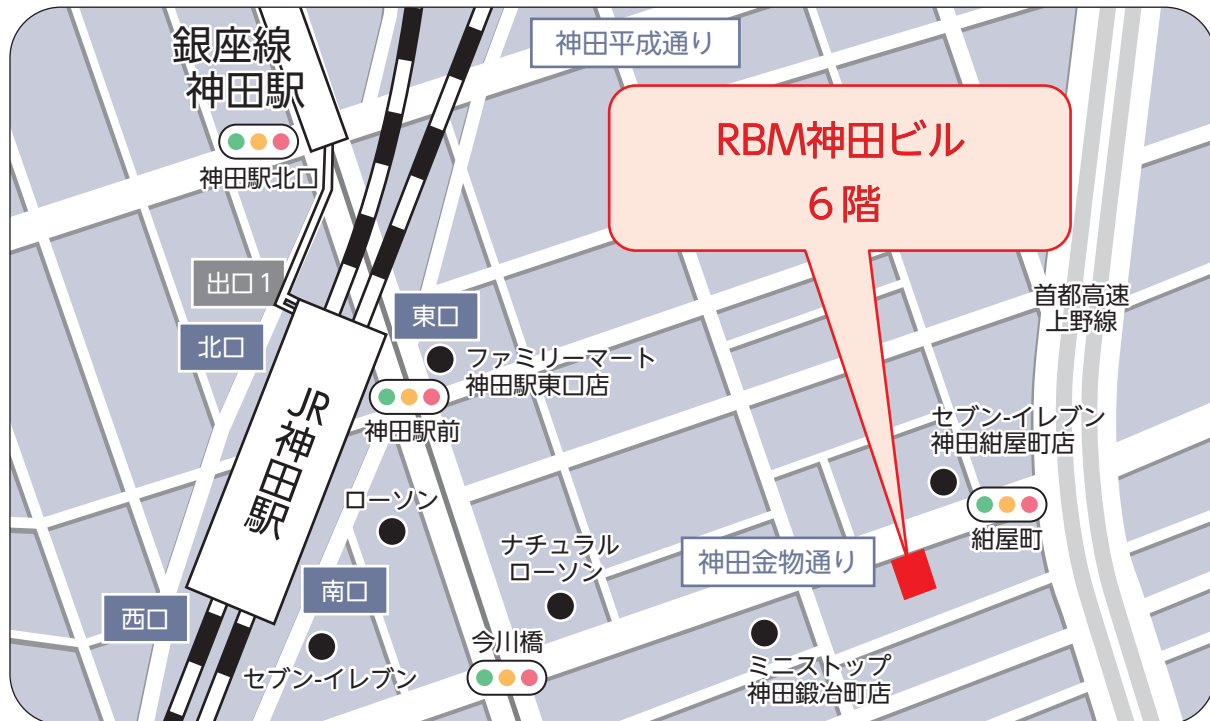 銀座線
神田駅
神田駅北口
神田平成通り
RBM神田ビル
6階
出口1
北口
東口
ファミリーマート
神田駅東口店
首都高速
上野線
JR神田駅
神田駅前
セブン-イレブン
神田紺屋町店
ローソン
ナチュラル
ローソン
神田金物通り
紺屋町
南口
西口
セブン-イレブン
今川橋
ミニストップ
神田鍛冶町店